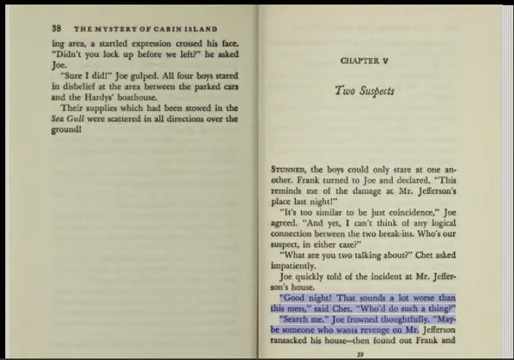 38 THE MYSTERY OF CABIN ISLAND
ing area, a startled expression crossed his face.
"Didn't you lock up before we left?" he asked
Joe.
"Sure I did!" Joe gulped. All four boys stared
in disbelief at the area between the parked cars
and the Hardys' boathouse.
Their supplies which had been stowed in the
Sea Gull were scattered in all directions over the
ground!
CHAPTER V
Two Suspects
STUNNED, the boys could only stare at one an-
other. Frank turned to Joe and declared, "This
reminds me of the damage at Mr. Jefferson's
place last night!"
"It's too similar to be just coincidence," Joe
agreed. "And yet, I can't think of any logical
connection between the two break-ins. Who's our
suspect, in either case?"
"What are you two talking about?" Chet asked
impatiently.
Joe quickly told of the incident at Mr. Jeffer-
son's house.
"Good night! That sounds a lot worse than
this mess," said Chet. "Who'd do such a thing?"
"Search me." Joe frowned thoughtfully. "May-
be someone who wants revenge on Mr. Jefferson
ransacked his house—then found out Frank and
39